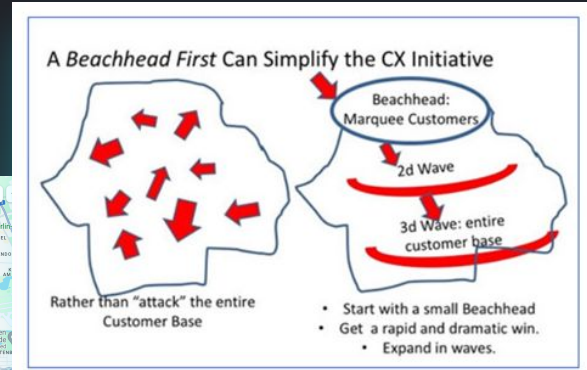 A Beachhead First Can Simplify the CX Initiative
Rather than "attack" the entire
Customer Base
Beachhead:
Marquee Customers
2d Wave
3d Wave: entire
customer base
• Start with a small Beachhead
• Get a rapid and dramatic win.
• Expand in waves.